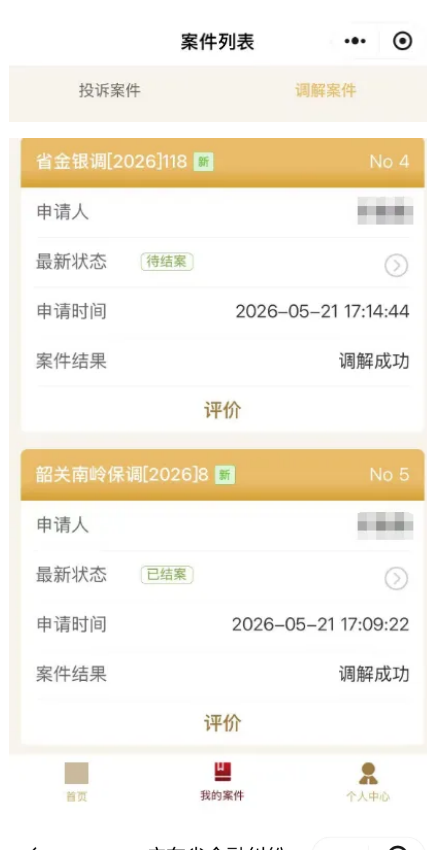 案件列表
投诉案件 调解案件
省金银调[2026]118 新 No 4
申请人
最新状态 待结案
申请时间 2026-05-21 17:14:44
案件结果 调解成功
评价
韶关南岭保调[2026]8 新 No 5
申请人
最新状态 已结案
申请时间 2026-05-21 17:09:22
案件结果 调解成功
评价
首页 我的案件 个人中心